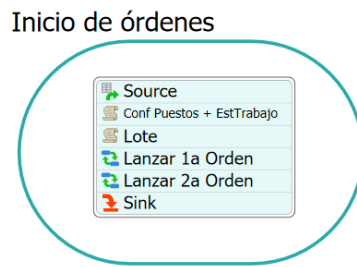 Inicio de órdenes
Source
Conf Puestos + EstTrabajo
Lote
Lanzar 1a Orden
Lanzar 2a Orden
Sink